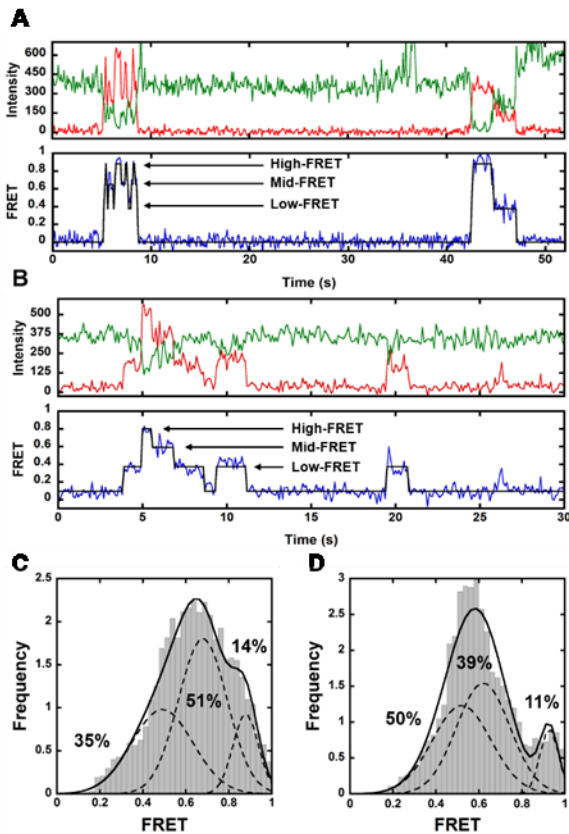 A
Intensity
600
450
300
150
0
FRET
1
0.8
0.6
0.4
0.2
0
High-FRET
Mid-FRET
Low-FRET
0 10 20 30 40 50
Time (s)
B
Intensity
500
375
250
125
0
FRET
1
0.8
0.6
0.4
0.2
0
High-FRET
Mid-FRET
Low-FRET
0 5 10 15 20 25 30
Time (s)
C
Frequency
2.5
2
1.5
1
0.5
0
35%
51%
14%
0 0.2 0.4 0.6 0.8 1
FRET
D
Frequency
3
2.5
2
1.5
1
0.5
0
50%
39%
11%
0 0.2 0.4 0.6 0.8 1
FRET